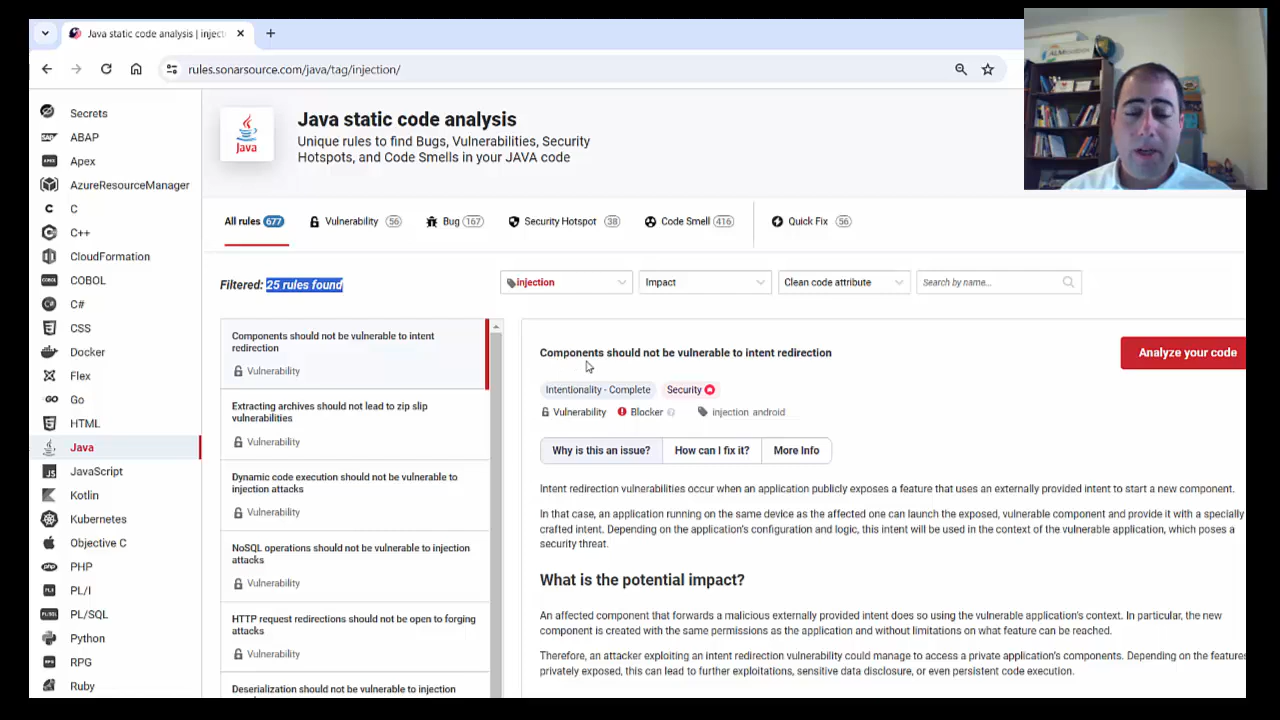 Java static code analysis | inject
rules.sonarsource.com/java/tag/injection/
Secrets
ABAP
Apex
AzureResourceManager
C
C++
CloudFormation
COBOL
C#
CSS
Docker
Flex
Go
HTML
Java
JavaScript
Kotlin
Kubernetes
Objective C
PHP
PL/I
PL/SQL
Python
RPG
Ruby
Java
Java static code analysis
Unique rules to find Bugs, Vulnerabilities, Security
Hotspots, and Code Smells in your JAVA code
All rules 677 Vulnerability 56 Bug 167 Security Hotspot 38 Code Smell 416 Quick Fix 56
Filtered: 25 rules found
injection Impact Clean code attribute Search by name...
Components should not be vulnerable to intent
redirection
Vulnerability
Extracting archives should not lead to zip slip
vulnerabilities
Vulnerability
Dynamic code execution should not be vulnerable to
injection attacks
Vulnerability
NoSQL operations should not be vulnerable to injection
attacks
Vulnerability
HTTP request redirections should not be open to forging
attacks
Vulnerability
Deserialization should not be vulnerable to injection
Components should not be vulnerable to intent redirection
Analyze your code
Intentionality - Complete Security
Vulnerability Blocker injection android
Why is this an issue? How can I fix it? More Info
Intent redirection vulnerabilities occur when an application publicly exposes a feature that uses an externally provided intent to start a new component.
In that case, an application running on the same device as the affected one can launch the exposed, vulnerable component and provide it with a specially
crafted intent. Depending on the application's configuration and logic, this intent will be used in the context of the vulnerable application, which poses a
security threat.
What is the potential impact?
An affected component that forwards a malicious externally provided intent does so using the vulnerable application's context. In particular, the new
component is created with the same permissions as the application and without limitations on what feature can be reached.
Therefore, an attacker exploiting an intent redirection vulnerability could manage to access a private application's components. Depending on the features
privately exposed, this can lead to further exploitations, sensitive data disclosure, or even persistent code execution.